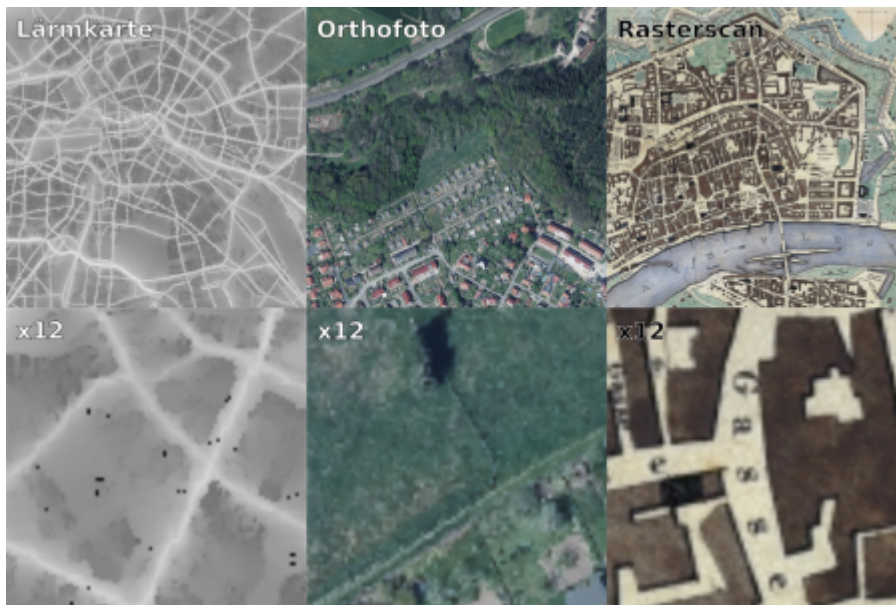 Lärmkarte
Orthofoto
Rasterscan
x12
x12
x12
G a s s e
e